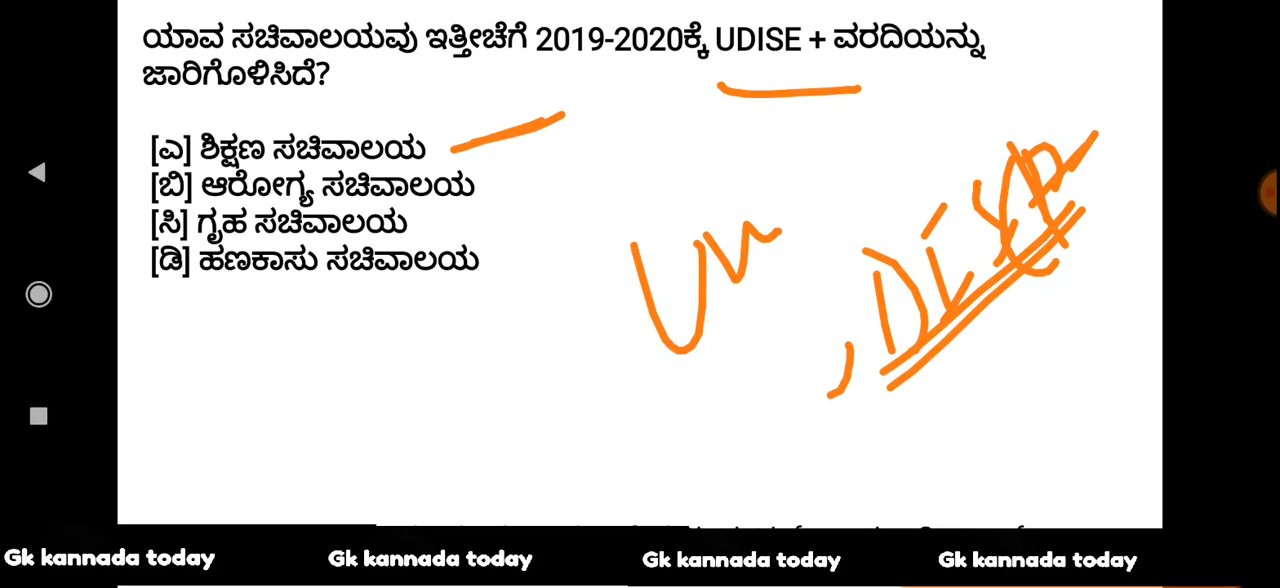 ಯಾವ ಸಚಿವಾಲಯವು ಇತ್ತೀಚೆಗೆ 2019-2020ಕ್ಕೆ UDISE + ವರದಿಯನ್ನು
ಜಾರಿಗೊಳಿಸಿದೆ?
[ಎ] ಶಿಕ್ಷಣ ಸಚಿವಾಲಯ
[ಬಿ] ಆರೋಗ್ಯ ಸಚಿವಾಲಯ
[ಸಿ] ಗೃಹ ಸಚಿವಾಲಯ
[ಡಿ] ಹಣಕಾಸು ಸಚಿವಾಲಯ
Gk kannada today Gk kannada today Gk kannada today Gk kannada today